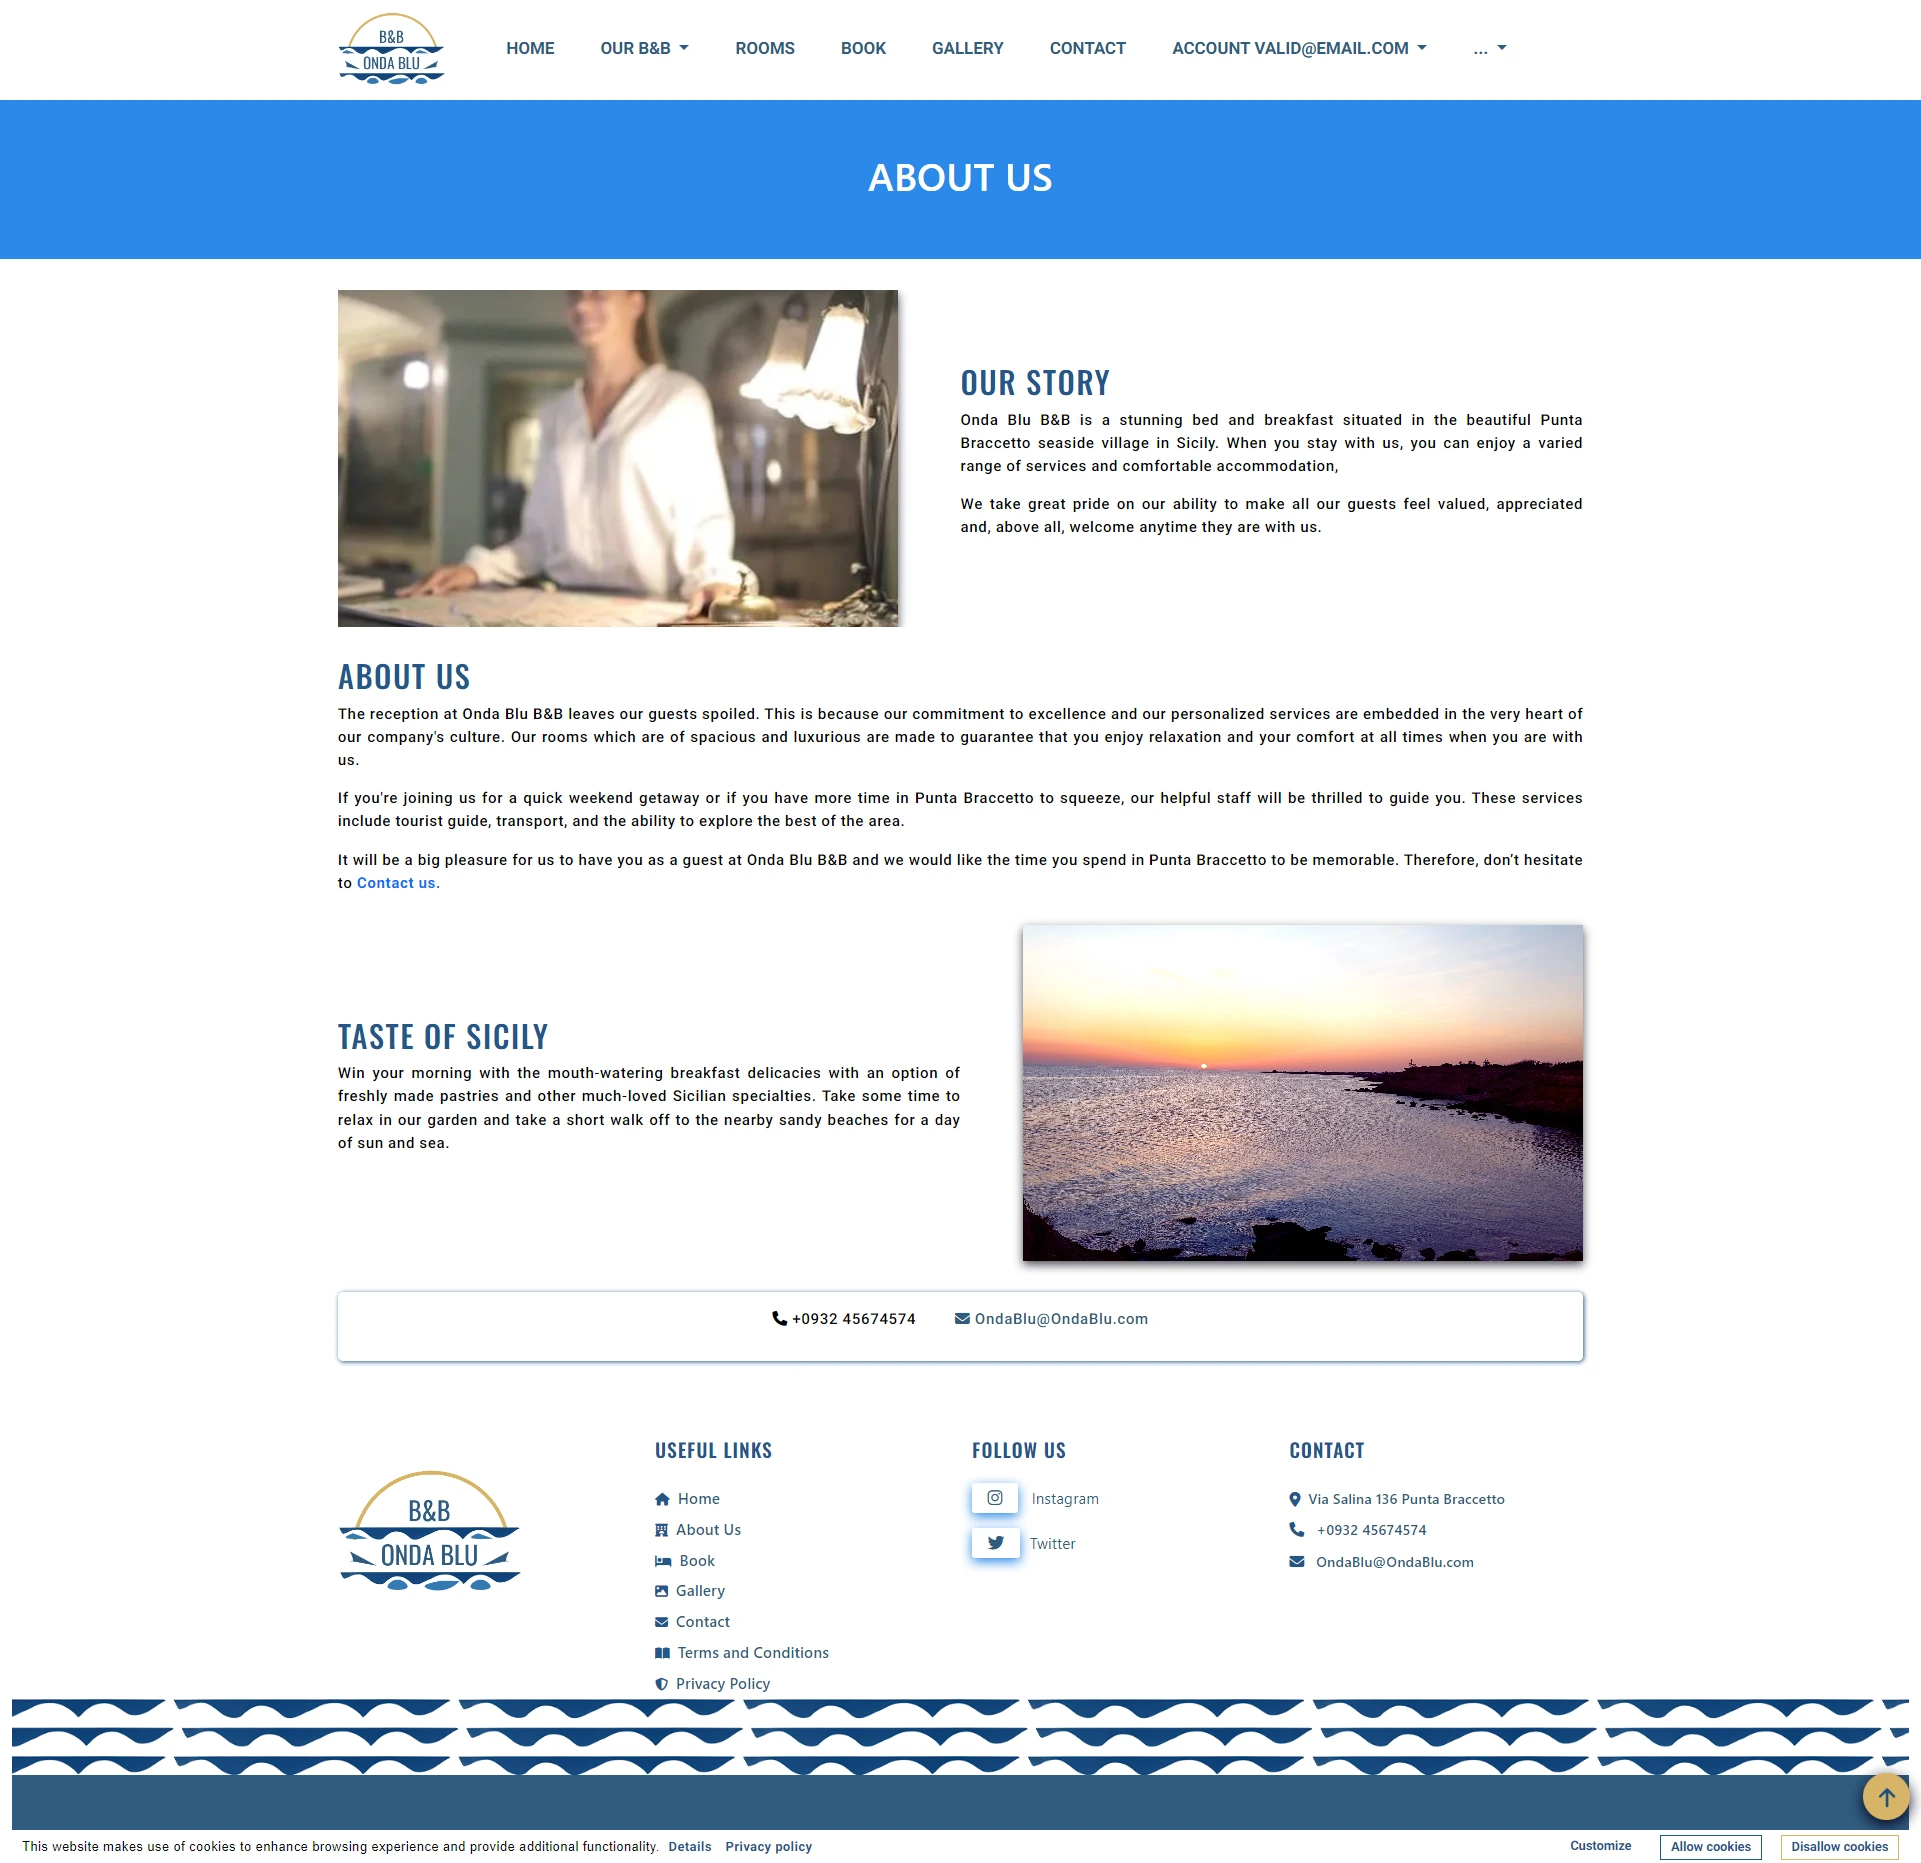 B&B
ONDA BLU
HOME OUR B&B ROOMS BOOK GALLERY CONTACT ACCOUNT VALID@EMAIL.COM ...
ABOUT US
OUR STORY
Onda Blu B&B is a stunning bed and breakfast situated in the beautiful Punta
Braccetto seaside village in Sicily. When you stay with us, you can enjoy a varied
range of services and comfortable accommodation,
We take great pride on our ability to make all our guests feel valued, appreciated
and, above all, welcome anytime they are with us.
ABOUT US
The reception at Onda Blu B&B leaves our guests spoiled. This is because our commitment to excellence and our personalized services are embedded in the very heart of
our company's culture. Our rooms which are of spacious and luxurious are made to guarantee that you enjoy relaxation and your comfort at all times when you are with
us.
If you're joining us for a quick weekend getaway or if you have more time in Punta Braccetto to squeeze, our helpful staff will be thrilled to guide you. These services
include tourist guide, transport, and the ability to explore the best of the area.
It will be a big pleasure for us to have you as a guest at Onda Blu B&B and we would like the time you spend in Punta Braccetto to be memorable. Therefore, don’t hesitate
to Contact us.
TASTE OF SICILY
Win your morning with the mouth-watering breakfast delicacies with an option of
freshly made pastries and other much-loved Sicilian specialties. Take some time to
relax in our garden and take a short walk off to the nearby sandy beaches for a day
of sun and sea.
+0932 45674574 OndaBlu@OndaBlu.com
B&B
ONDA BLU
USEFUL LINKS
Home
About Us
Book
Gallery
Contact
Terms and Conditions
Privacy Policy
FOLLOW US
Instagram
Twitter
CONTACT
Via Salina 136 Punta Braccetto
+0932 45674574
OndaBlu@OndaBlu.com
This website makes use of cookies to enhance browsing experience and provide additional functionality. Details Privacy policy
Customize Allow cookies Disallow cookies